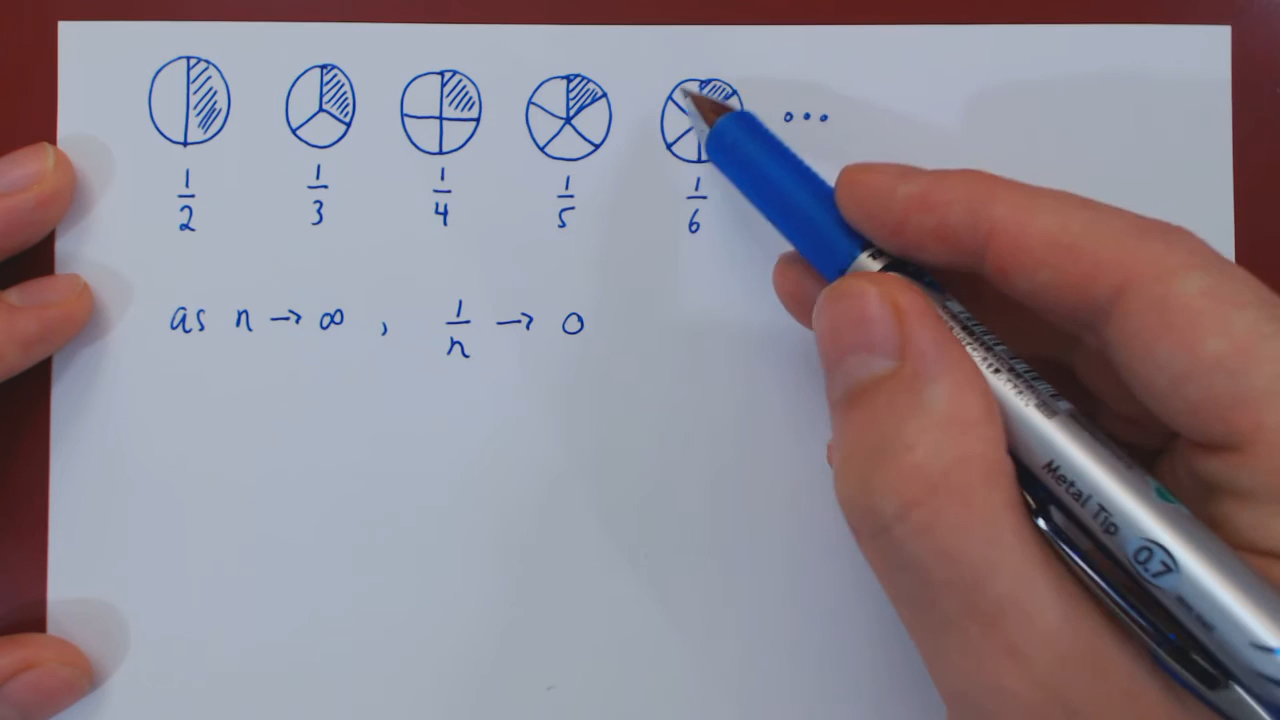 1/2 1/3 1/4 1/5 1/6 ...
as n → ∞ , 1/n → 0
Metal Tip 0.7